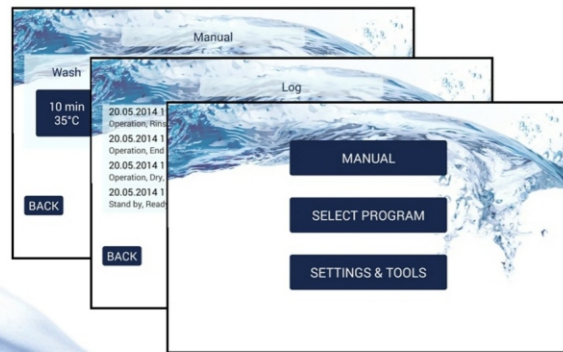 Manual
Wash
10 min
35°C
BACK
Log
20.05.2014 1
Operation, Rins
20.05.2014 1
Operation, End
20.05.2014 1
Operation, Dry,
20.05.2014 1
Stand by, Ready
BACK
MANUAL
SELECT PROGRAM
SETTINGS & TOOLS